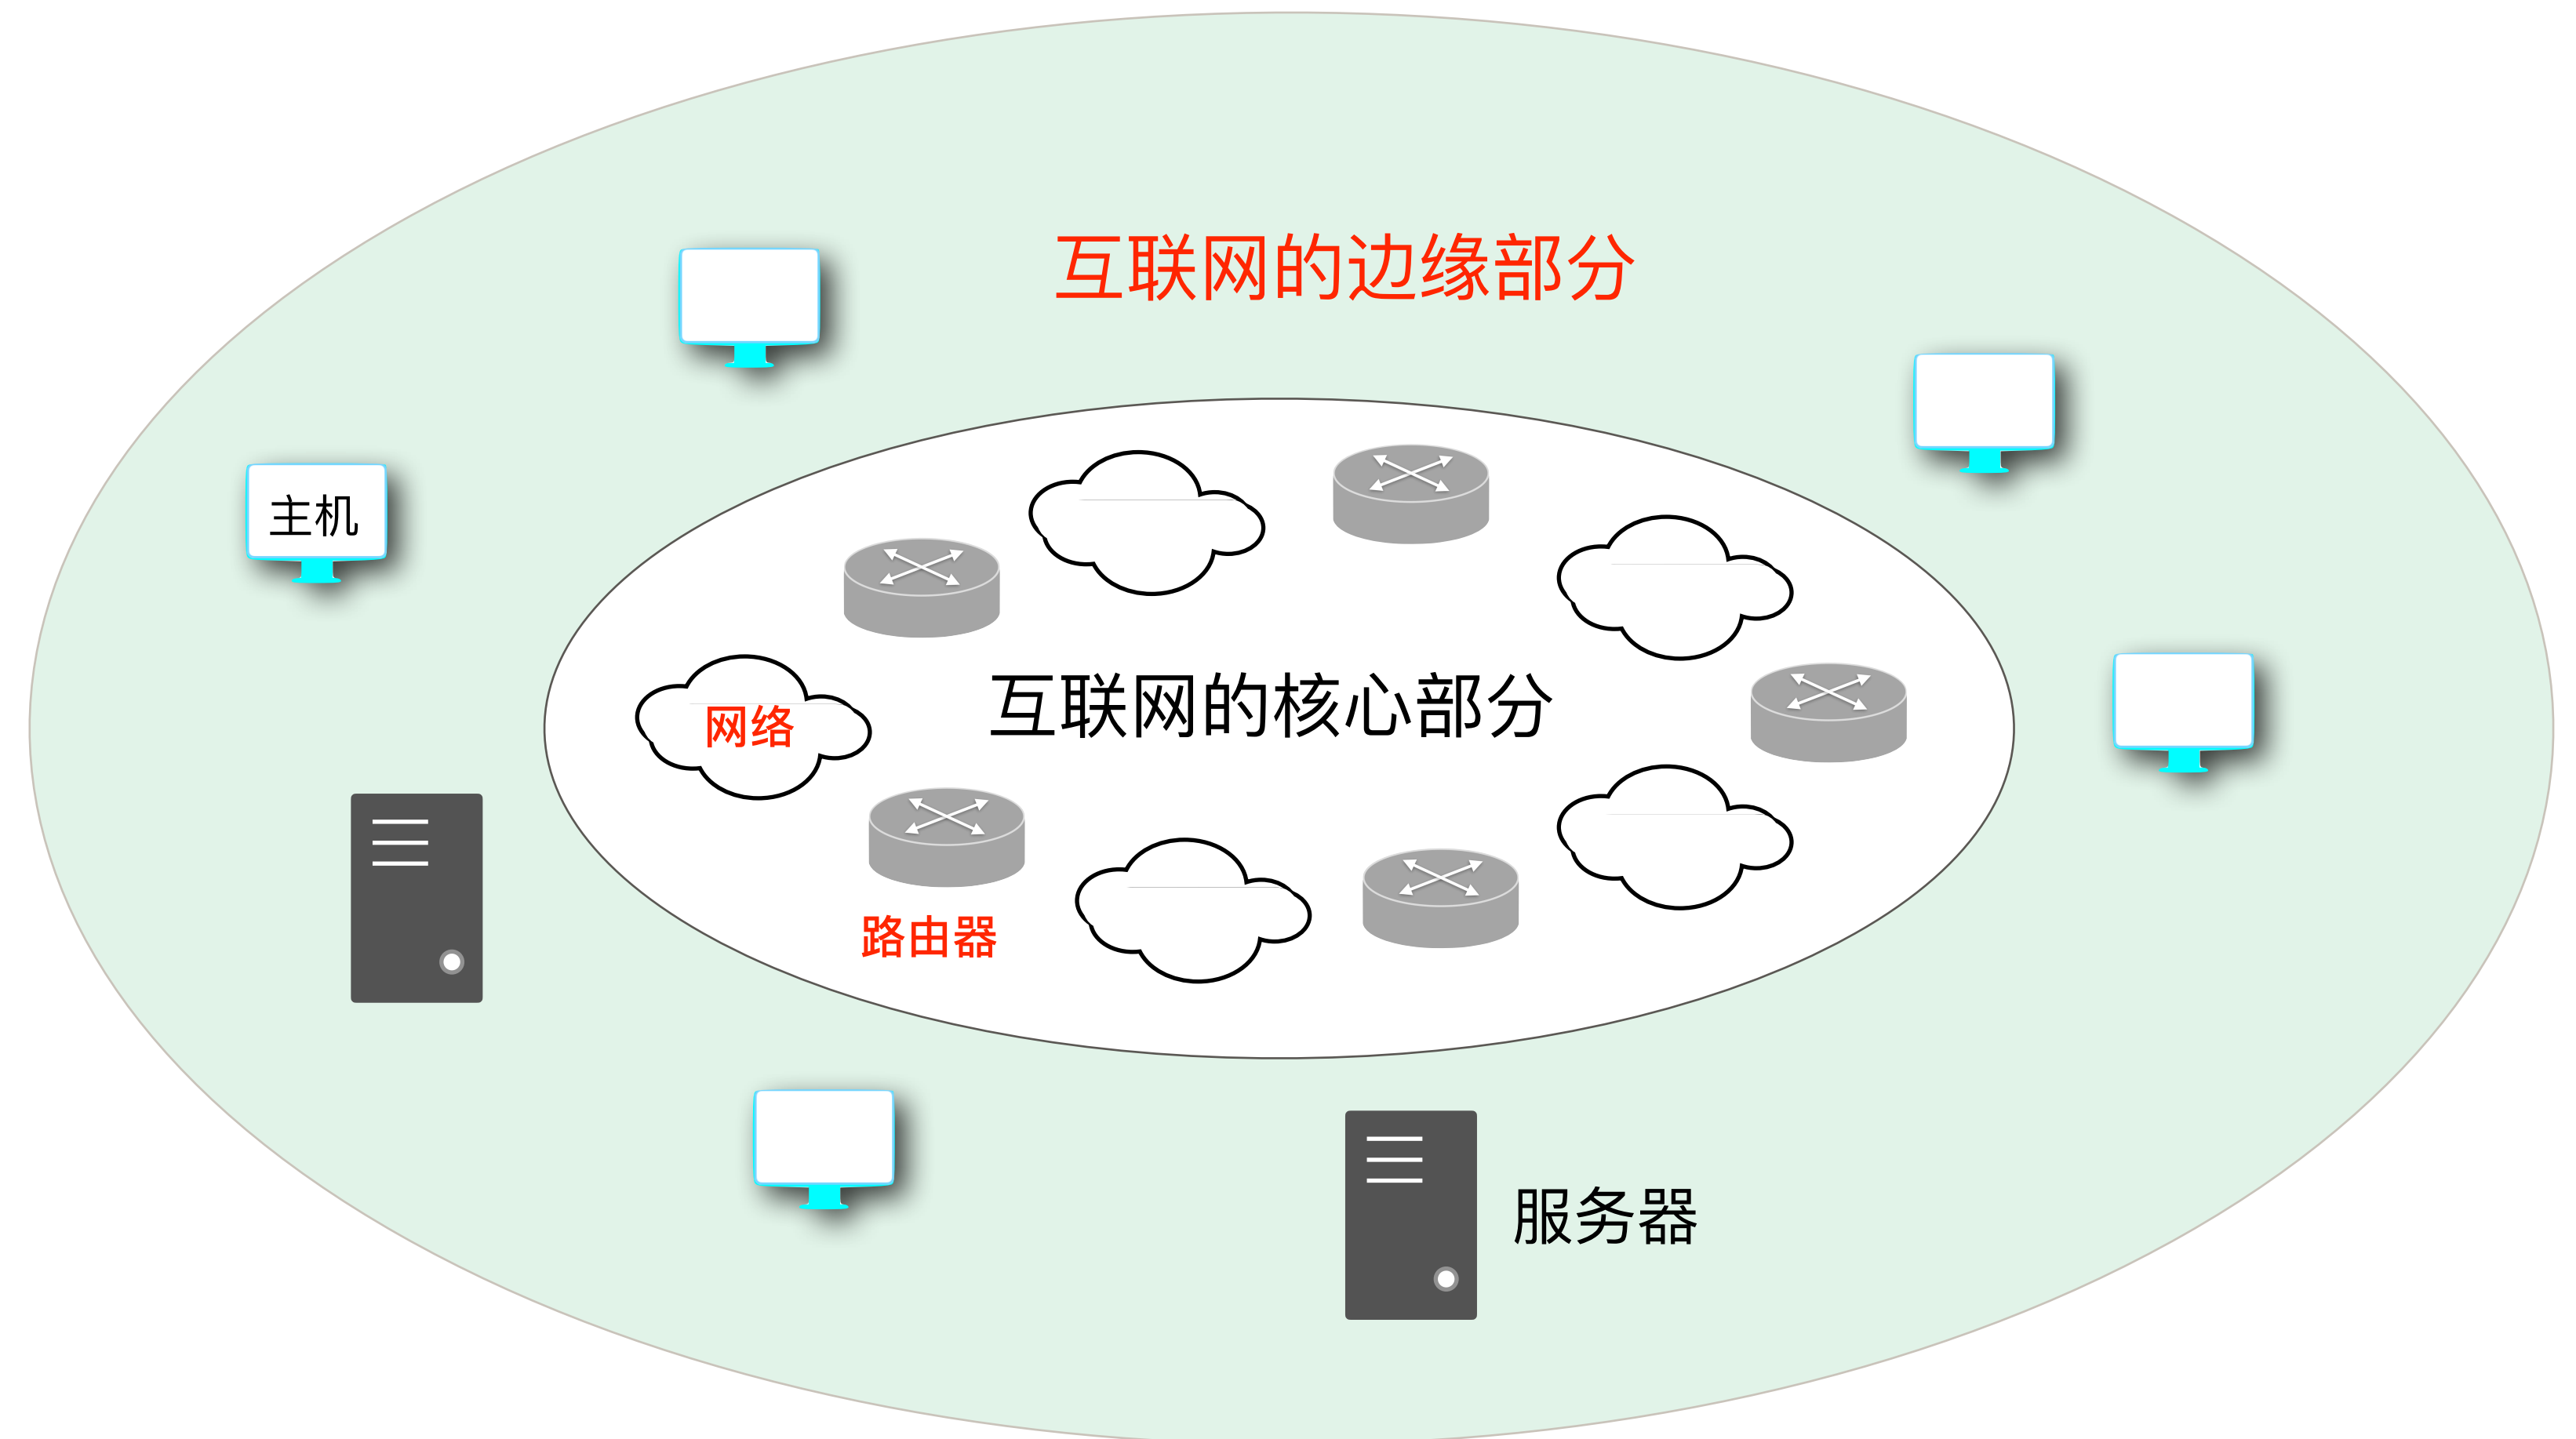 互联网的边缘部分
主机
互联网的核心部分
网络
路由器
服务器